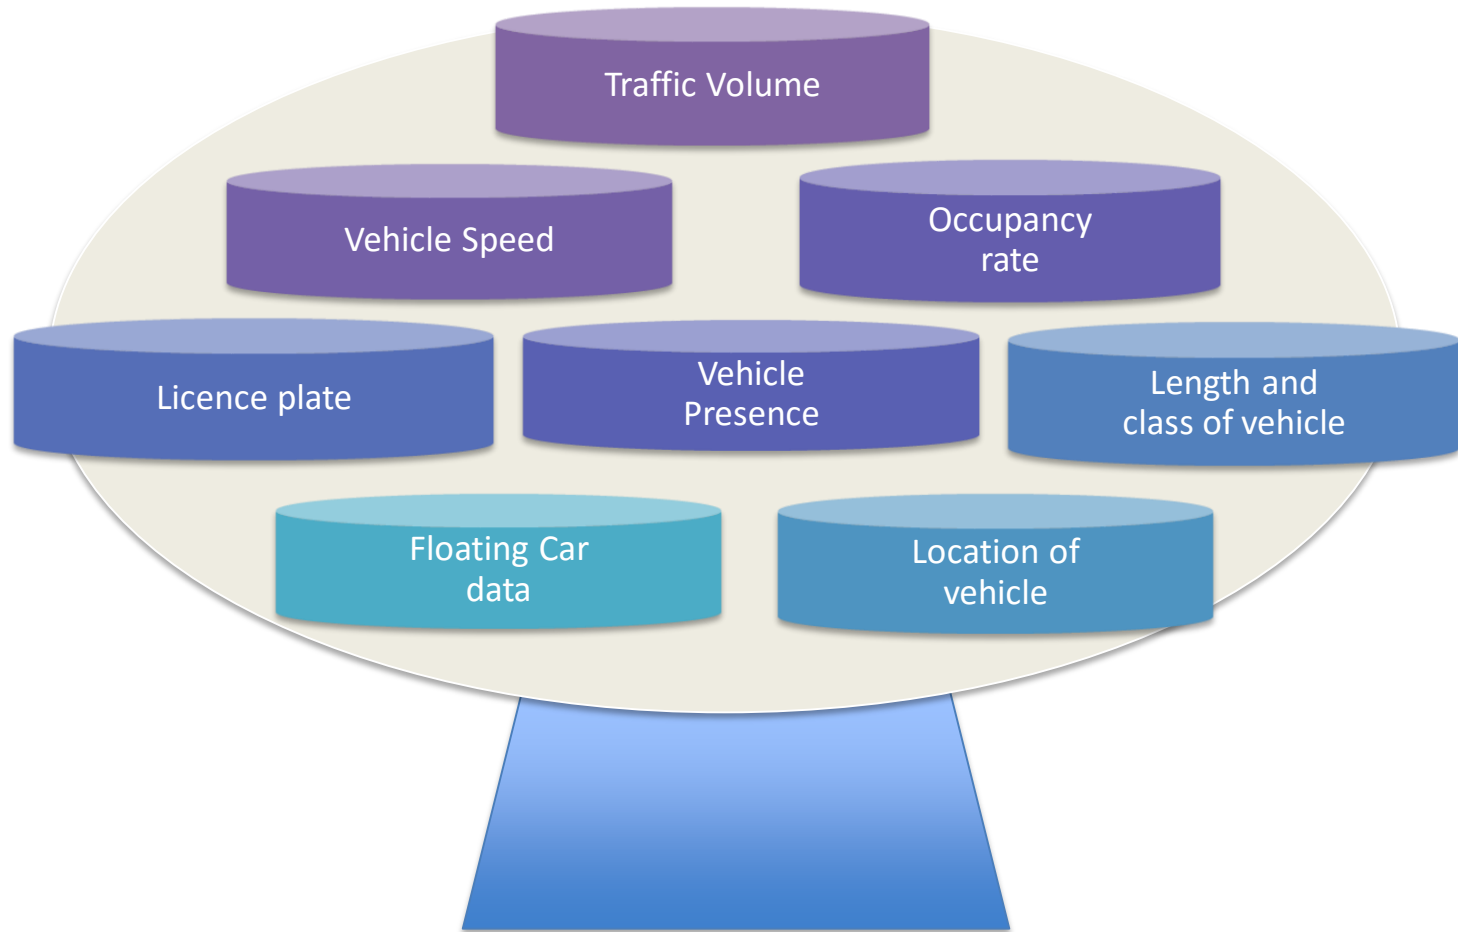 Traffic Volume
Vehicle Speed
Occupancy
rate
Licence plate
Vehicle
Presence
Length and
class of vehicle
Floating Car
data
Location of
vehicle